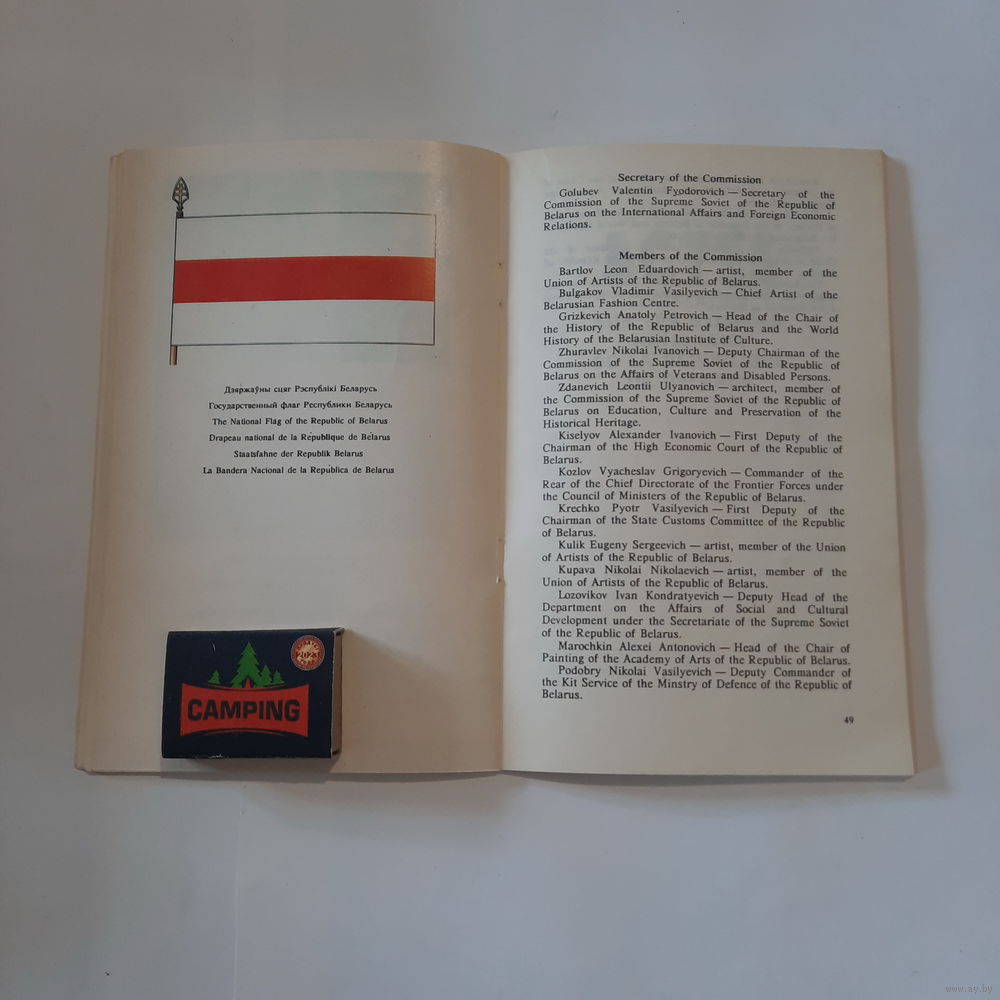 Дзяржаўны сцяг Рэспублікі Беларусь
Государственный флаг Республики Беларусь
The National Flag of the Republic of Belarus
Drapeau national de la République de Bélarus
Staatsfahne der Republik Belarus
La Bandera Nacional de la República de Belarus
CAMPING
2023
Secretary of the Commission
Golubev Valentin Fyodorovich — Secretary of the
Commission of the Supreme Soviet of the Republic of
Belarus on the International Affairs and Foreign Economic
Relations.
Members of the Commission
Bartlov Leon Eduardovich — artist, member of the
Union of Artists of the Republic of Belarus.
Bulgakov Vladimir Vasilyevich — Chief Artist of the
Belarusian Fashion Centre.
Grizkevich Anatoly Petrovich — Head of the Chair of
the History of the Republic of Belarus and the World
History of the Belarusian Institute of Culture.
Zhuravlev Nikolai Ivanovich — Deputy Chairman of the
Commission of the Supreme Soviet of the Republic of
Belarus on the Affairs of Veterans and Disabled Persons.
Zdanevich Leontii Ulyanovich — architect, member of
the Commission of the Supreme Soviet of the Republic of
Belarus on Education, Culture and Preservation of the
Historical Heritage.
Kiselyov Alexander Ivanovich — First Deputy of the
Chairman of the High Economic Court of the Republic of
Belarus.
Kozlov Vyacheslav Grigoryevich — Commander of the
Rear of the Chief Directorate of the Frontier Forces under
the Council of Ministers of the Republic of Belarus.
Krechko Pyotr Vasilyevich — First Deputy of the
Chairman of the State Customs Committee of the Republic
of Belarus.
Kulik Eugeny Sergeevich — artist, member of the Union
of Artists of the Republic of Belarus.
Kupava Nikolai Nikolaevich — artist, member of the
Union of Artists of the Republic of Belarus.
Lozovikov Ivan Kondratyevich — Deputy Head of the
Department on the Affairs of Social and Cultural
Development under the Secretariate of the Supreme Soviet
of the Republic of Belarus.
Marochkin Alexei Antonovich — Head of the Chair of
Painting of the Academy of Arts of the Republic of Belarus.
Podobry Nikolai Vasilyevich — Deputy Commander of
the Kit Service of the Minstry of Defence of the Republic of
Belarus.
49
www.ay.by